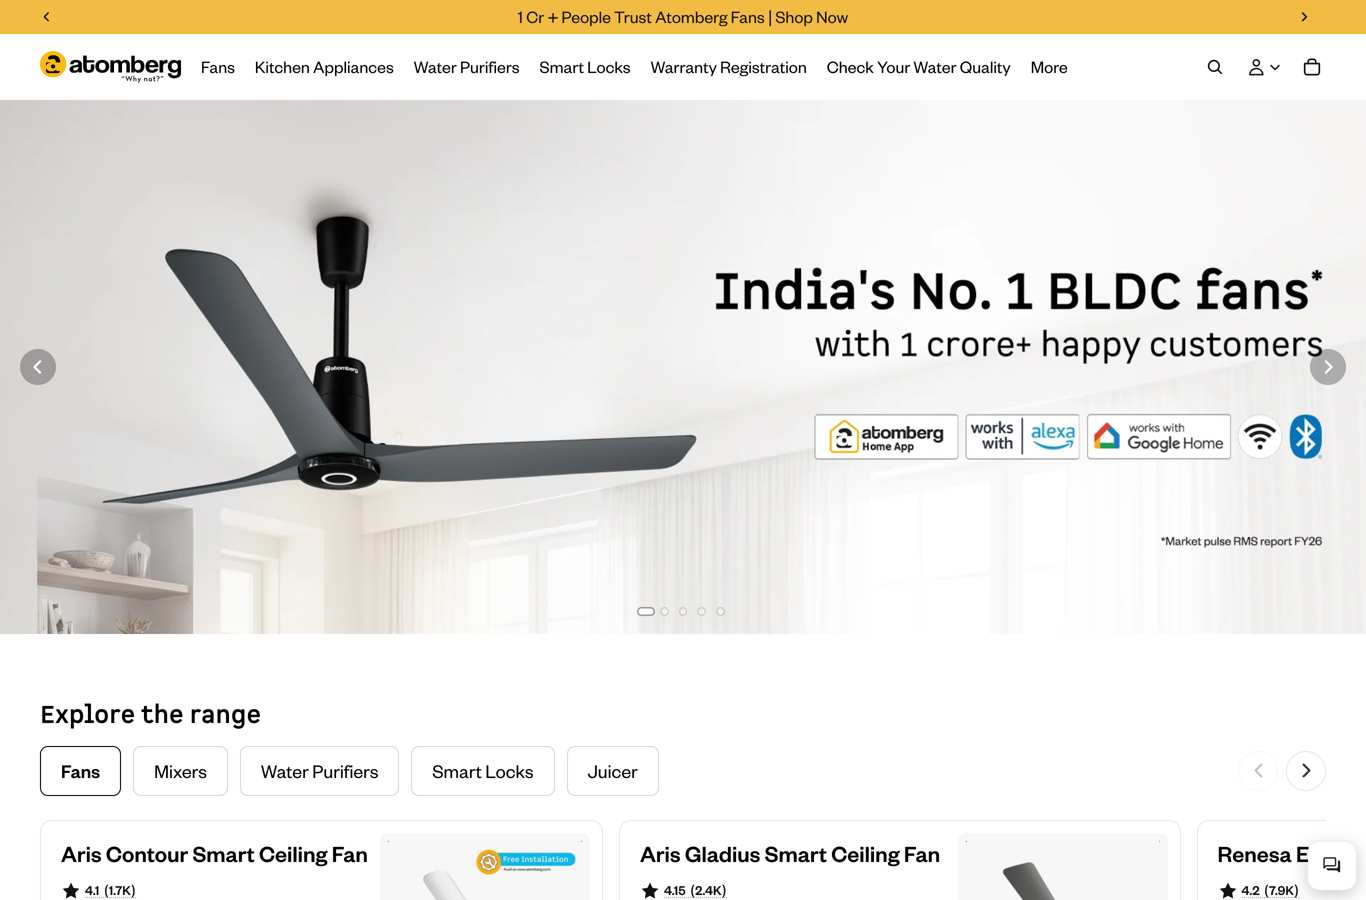 1 Cr + People Trust Atomberg Fans | Shop Now
atomberg
"Why not?"
Fans
Kitchen Appliances
Water Purifiers
Smart Locks
Warranty Registration
Check Your Water Quality
More
atomberg
India's No. 1 BLDC fans*
with 1 crore+ happy customers
atomberg
Home App
works with
alexa
works with
Google Home
*Market pulse RMS report FY26
Explore the range
Fans
Mixers
Water Purifiers
Smart Locks
Juicer
Aris Contour Smart Ceiling Fan
4.1 (1.7K)
Free installation
Aris Gladius Smart Ceiling Fan
4.15 (2.4K)
Renesa E
4.2 (7.9K)